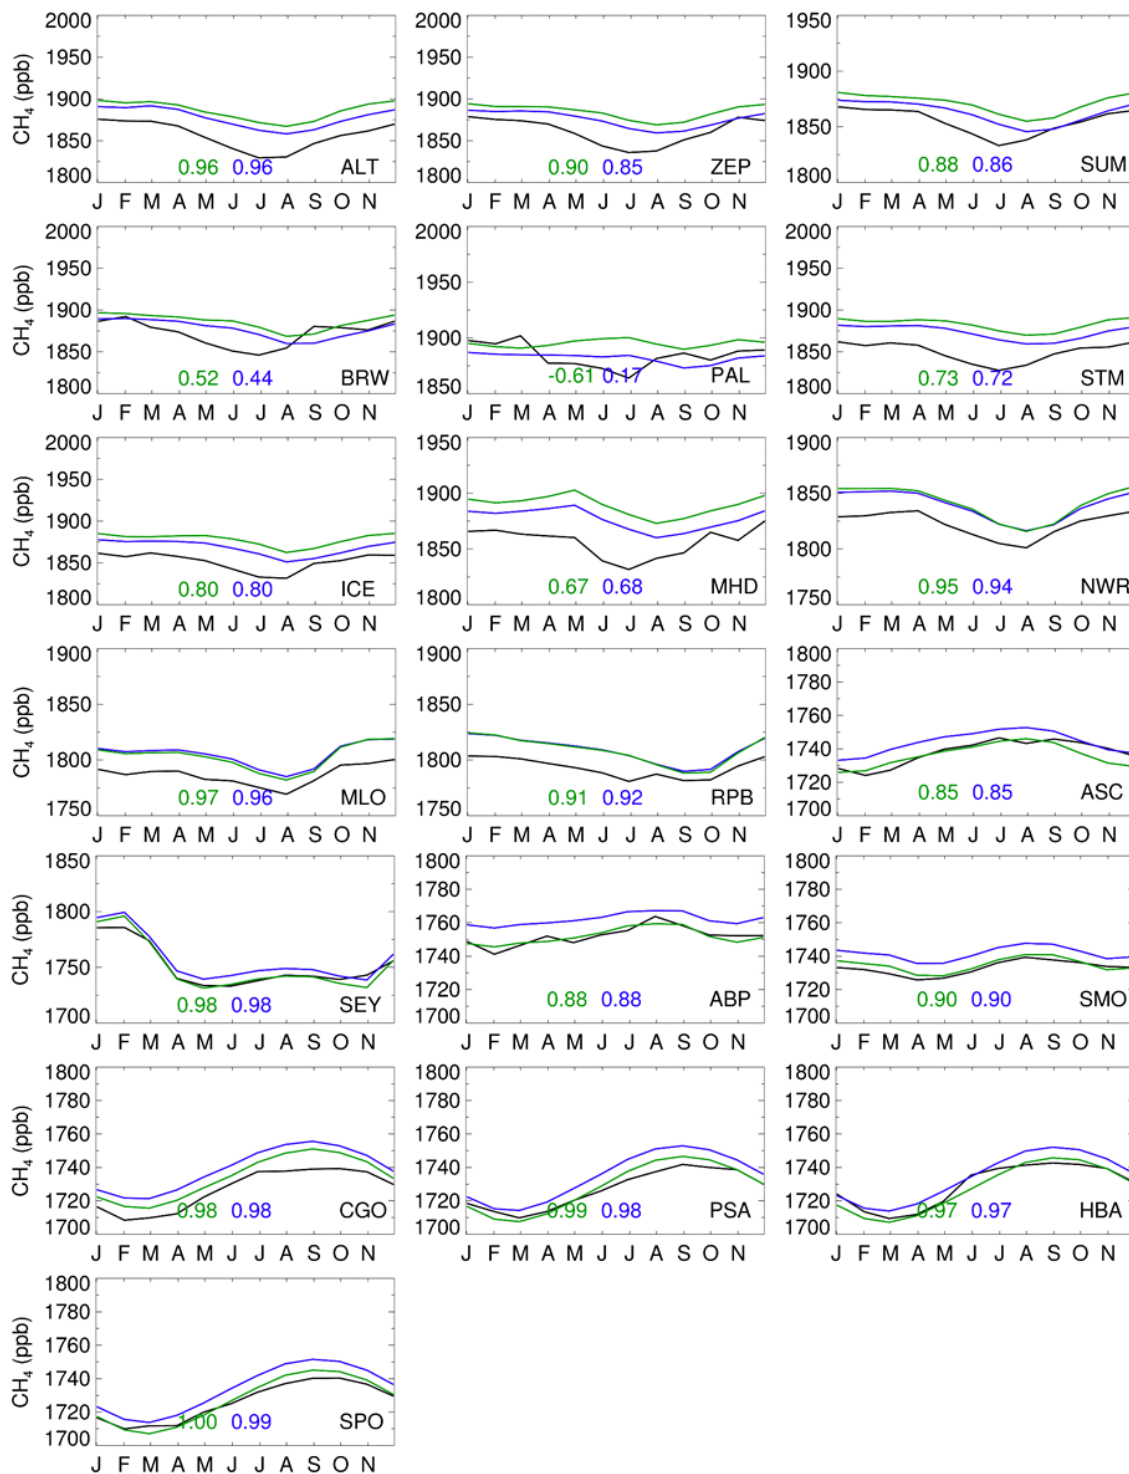 2000 2000 2000
1950 1950 1950
1900 1900 1900
1850 1850 1850
1800 1800 1800
CH4 (ppb)
0.96 0.96 ALT 0.90 0.85 ZEP 0.88 0.86 SUM
J F M A M J J A S O N J F M A M J J A S O N J F M A M J J A S O N
2000 2000 2000
1950 1950 1950
1900 1900 1900
1850 1850 1850
1800 1800
CH4 (ppb)
0.52 0.44 BRW -0.61 0.17 PAL 0.73 0.72 STM
J F M A M J J A S O N J F M A M J J A S O N J F M A M J J A S O N
2000 1950 1900
1950 1900 1850
1900 1850 1800
1850 1800 1750
1800
CH4 (ppb)
0.80 0.80 ICE 0.67 0.68 MHD 0.95 0.94 NWR
J F M A M J J A S O N J F M A M J J A S O N J F M A M J J A S O N
1900 1900 1800
1850 1850 1780
1800 1800 1760
1750 1750 1740
1720
1700
CH4 (ppb)
0.97 0.96 MLO 0.91 0.92 RPB 0.85 0.85 ASC
J F M A M J J A S O N J F M A M J J A S O N J F M A M J J A S O N
1850 1800 1800
1800 1780 1780
1750 1760 1760
1700 1740 1740
1720 1720
1700 1700
CH4 (ppb)
0.98 0.98 SEY 0.88 0.88 ABP 0.90 0.90 SMO
J F M A M J J A S O N J F M A M J J A S O N J F M A M J J A S O N
1800 1800 1800
1780 1780 1780
1760 1760 1760
1740 1740 1740
1720 1720 1720
1700 1700 1700
CH4 (ppb)
0.98 0.98 CGO 0.99 0.98 PSA 0.97 0.97 HBA
J F M A M J J A S O N J F M A M J J A S O N J F M A M J J A S O N
1800
1780
1760
1740
1720
1700
CH4 (ppb)
1.00 0.99 SPO
J F M A M J J A S O N